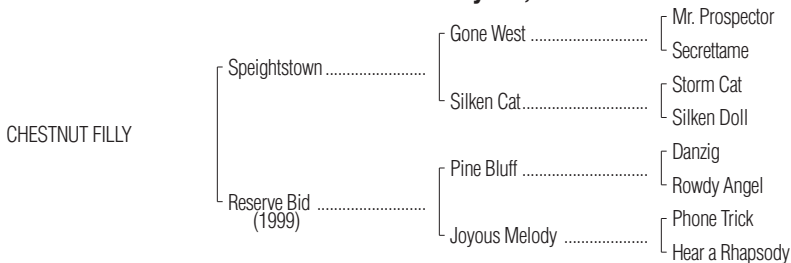 Mr. Prospector
Gone West ..............................
Secrettame
Speightstown .........................
Storm Cat
Silken Cat................................
Silken Doll
CHESTNUT FILLY
Danzig
Pine Bluff ................................
Rowdy Angel
Reserve Bid ...........................
(1999)
Phone Trick
Joyous Melody .....................
Hear a Rhapsody